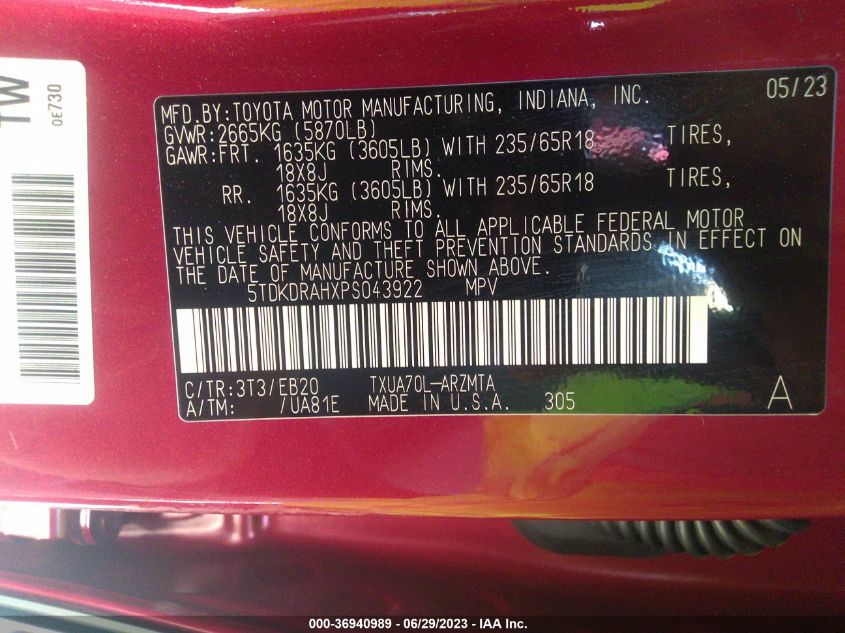 TW
0E730
MFD.BY:TOYOTA MOTOR MANUFACTURING, INDIANA, INC. 05/23
GVWR:2665KG (5870LB)
GAWR:FRT. 1635KG (3605LB) WITH 235/65R18 TIRES,
18X8J RIMS.
RR. 1635KG (3605LB) WITH 235/65R18 TIRES,
18X8J RIMS.
THIS VEHICLE CONFORMS TO ALL APPLICABLE FEDERAL MOTOR
VEHICLE SAFETY AND THEFT PREVENTION STANDARDS IN EFFECT ON
THE DATE OF MANUFACTURE SHOWN ABOVE.
5TDKDRAHXPS043922 MPV
C/TR:3T3/EB20 TXUA70L-ARZMTA
A/TM: /UA81E MADE IN U.S.A. 305 A
000-36940989 - 06/29/2023 - IAA Inc.